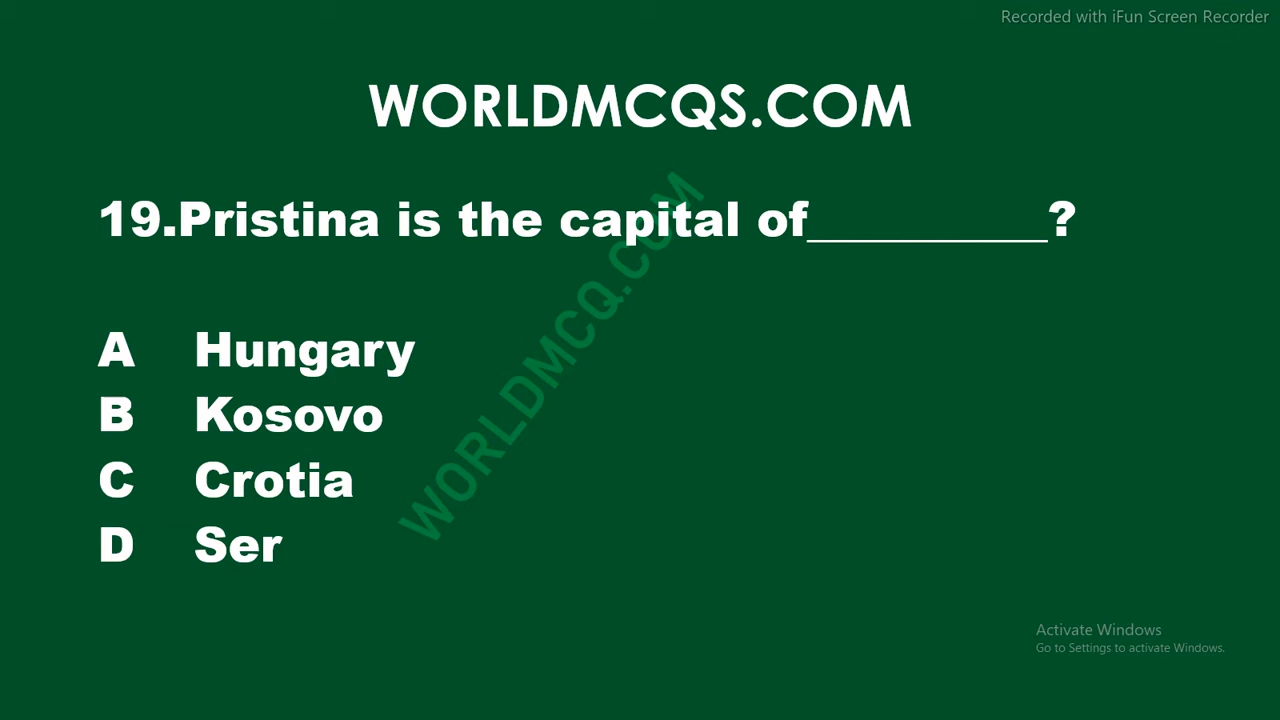 Recorded with iFun Screen Recorder
WORLDMCQS.COM
19.Pristina is the capital of__________?
A Hungary
B Kosovo
C Crotia
D Ser
WORLDMCQ.COM
Activate Windows
Go to Settings to activate Windows.